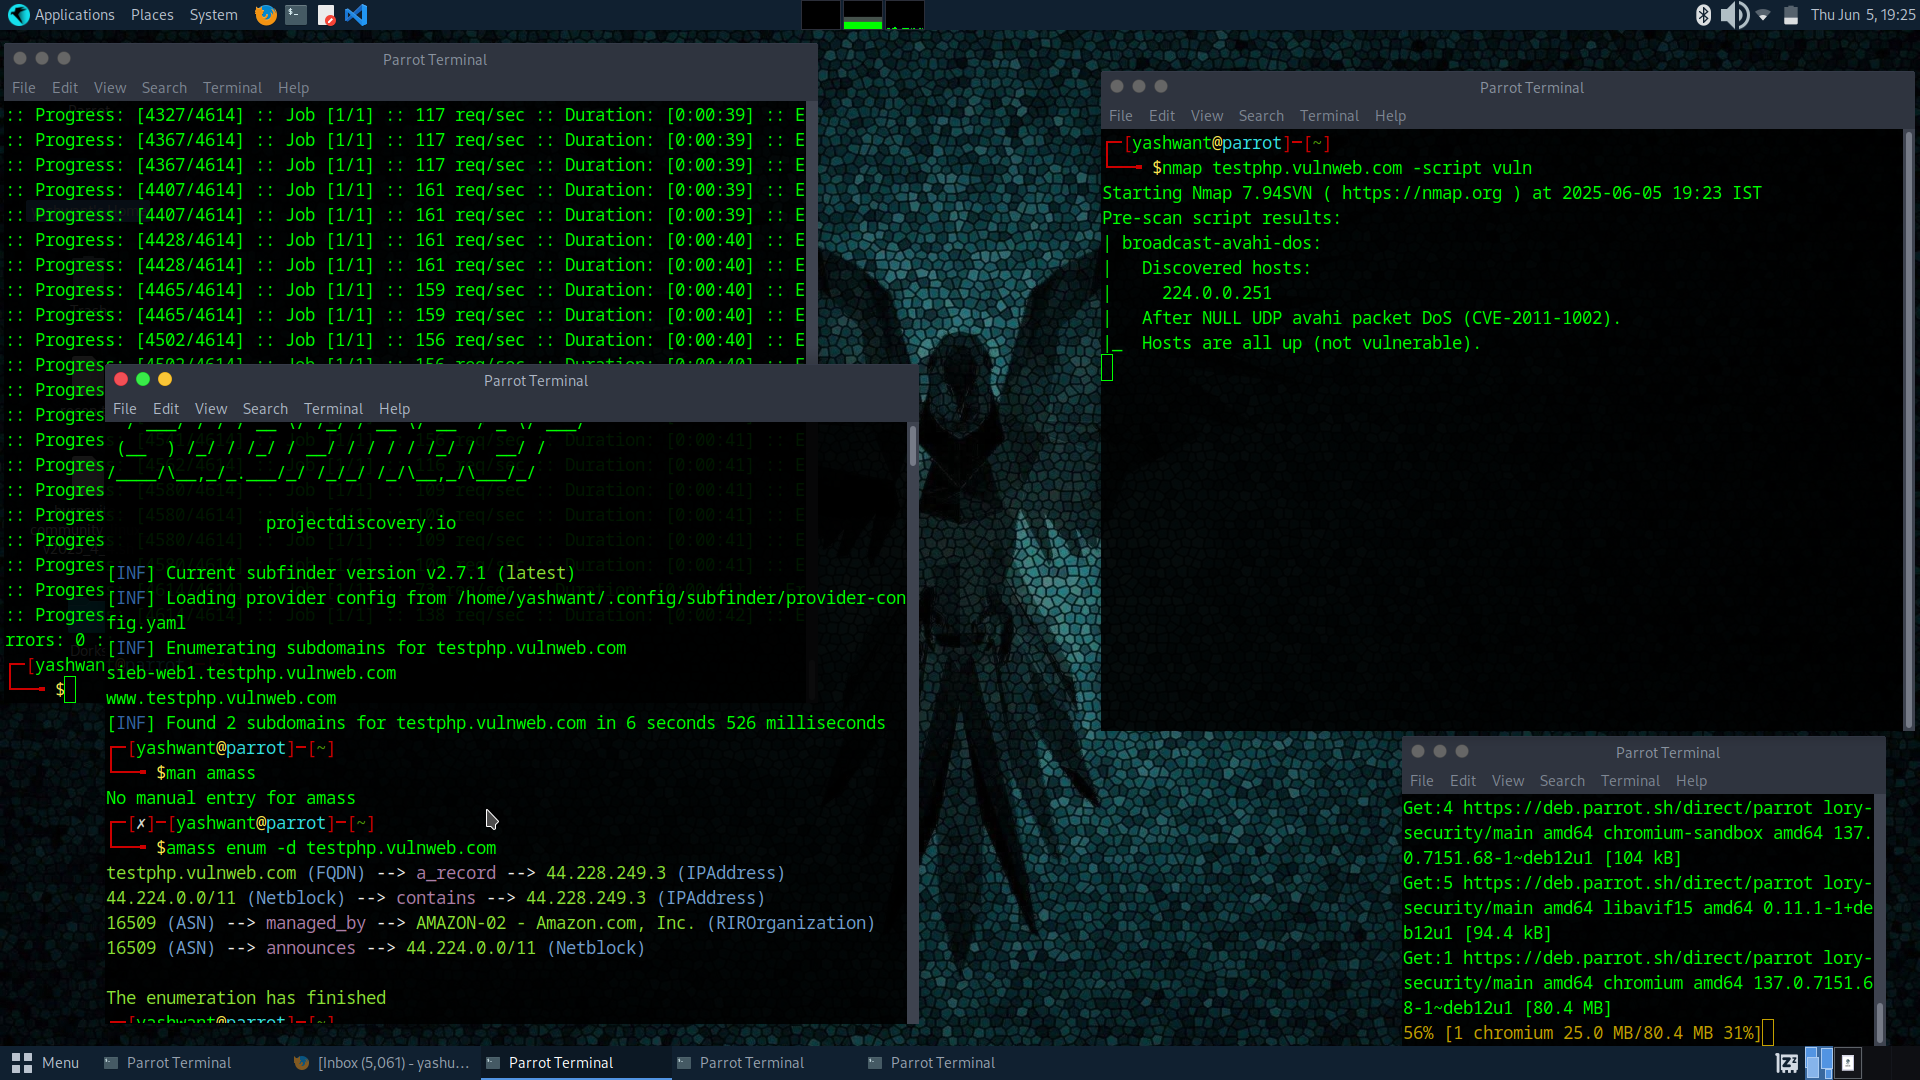 Applications Places System
Thu Jun 5, 19:25
Parrot Terminal
File Edit View Search Terminal Help
:: Progress: [4327/4614] :: Job [1/1] :: 117 req/sec :: Duration: [0:00:39] :: E
:: Progress: [4367/4614] :: Job [1/1] :: 117 req/sec :: Duration: [0:00:39] :: E
:: Progress: [4367/4614] :: Job [1/1] :: 117 req/sec :: Duration: [0:00:39] :: E
:: Progress: [4407/4614] :: Job [1/1] :: 161 req/sec :: Duration: [0:00:39] :: E
:: Progress: [4407/4614] :: Job [1/1] :: 161 req/sec :: Duration: [0:00:39] :: E
:: Progress: [4428/4614] :: Job [1/1] :: 161 req/sec :: Duration: [0:00:40] :: E
:: Progress: [4428/4614] :: Job [1/1] :: 161 req/sec :: Duration: [0:00:40] :: E
:: Progress: [4465/4614] :: Job [1/1] :: 159 req/sec :: Duration: [0:00:40] :: E
:: Progress: [4465/4614] :: Job [1/1] :: 159 req/sec :: Duration: [0:00:40] :: E
:: Progress: [4502/4614] :: Job [1/1] :: 156 req/sec :: Duration: [0:00:40] :: E
:: Progres
:: Progres
:: Progres
:: Progres
:: Progres
:: Progres
:: Progres
:: Progres
:: Progres
:: Progres
rrors: 0 :
[yashwan
$
Parrot Terminal
File Edit View Search Terminal Help
projectdiscovery.io
[INF] Current subfinder version v2.7.1 (latest)
[INF] Loading provider config from /home/yashwant/.config/subfinder/provider-con
fig.yaml
[INF] Enumerating subdomains for testphp.vulnweb.com
sieb-web1.testphp.vulnweb.com
www.testphp.vulnweb.com
[INF] Found 2 subdomains for testphp.vulnweb.com in 6 seconds 526 milliseconds
[yashwant@parrot]-[~]
$man amass
No manual entry for amass
[✗]-[yashwant@parrot]-[~]
$amass enum -d testphp.vulnweb.com
testphp.vulnweb.com (FQDN) --> a_record --> 44.228.249.3 (IPAddress)
44.224.0.0/11 (Netblock) --> contains --> 44.228.249.3 (IPAddress)
16509 (ASN) --> managed_by --> AMAZON-02 - Amazon.com, Inc. (RIROrganization)
16509 (ASN) --> announces --> 44.224.0.0/11 (Netblock)
The enumeration has finished
[yashwant@parrot]-[~]
Parrot Terminal
File Edit View Search Terminal Help
[yashwant@parrot]-[~]
$nmap testphp.vulnweb.com -script vuln
Starting Nmap 7.94SVN ( https://nmap.org ) at 2025-06-05 19:23 IST
Pre-scan script results:
| broadcast-avahi-dos:
|   Discovered hosts:
|     224.0.0.251
|   After NULL UDP avahi packet DoS (CVE-2011-1002).
|_  Hosts are all up (not vulnerable).
Parrot Terminal
File Edit View Search Terminal Help
Get:4 https://deb.parrot.sh/direct/parrot lory-
security/main amd64 chromium-sandbox amd64 137.
0.7151.68-1~deb12u1 [104 kB]
Get:5 https://deb.parrot.sh/direct/parrot lory-
security/main amd64 libavif15 amd64 0.11.1-1+de
b12u1 [94.4 kB]
Get:1 https://deb.parrot.sh/direct/parrot lory-
security/main amd64 chromium amd64 137.0.7151.6
8-1~deb12u1 [80.4 MB]
56% [1 chromium 25.0 MB/80.4 MB 31%]
Menu Parrot Terminal [Inbox (5,061) - yashu... Parrot Terminal Parrot Terminal Parrot Terminal